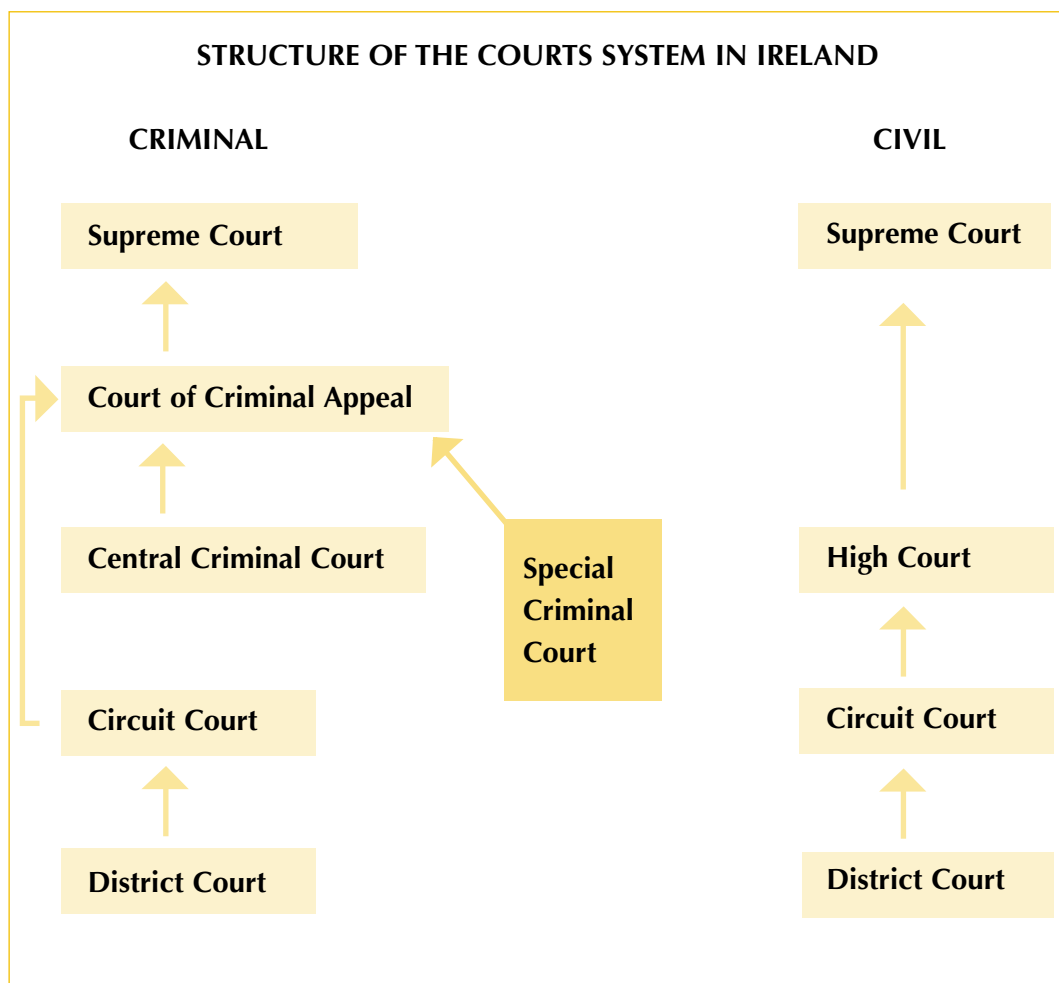 STRUCTURE OF THE COURTS SYSTEM IN IRELAND
CRIMINAL
Supreme Court
Court of Criminal Appeal
Central Criminal Court
Special
Criminal
Court
Circuit Court
District Court
CIVIL
Supreme Court
High Court
Circuit Court
District Court